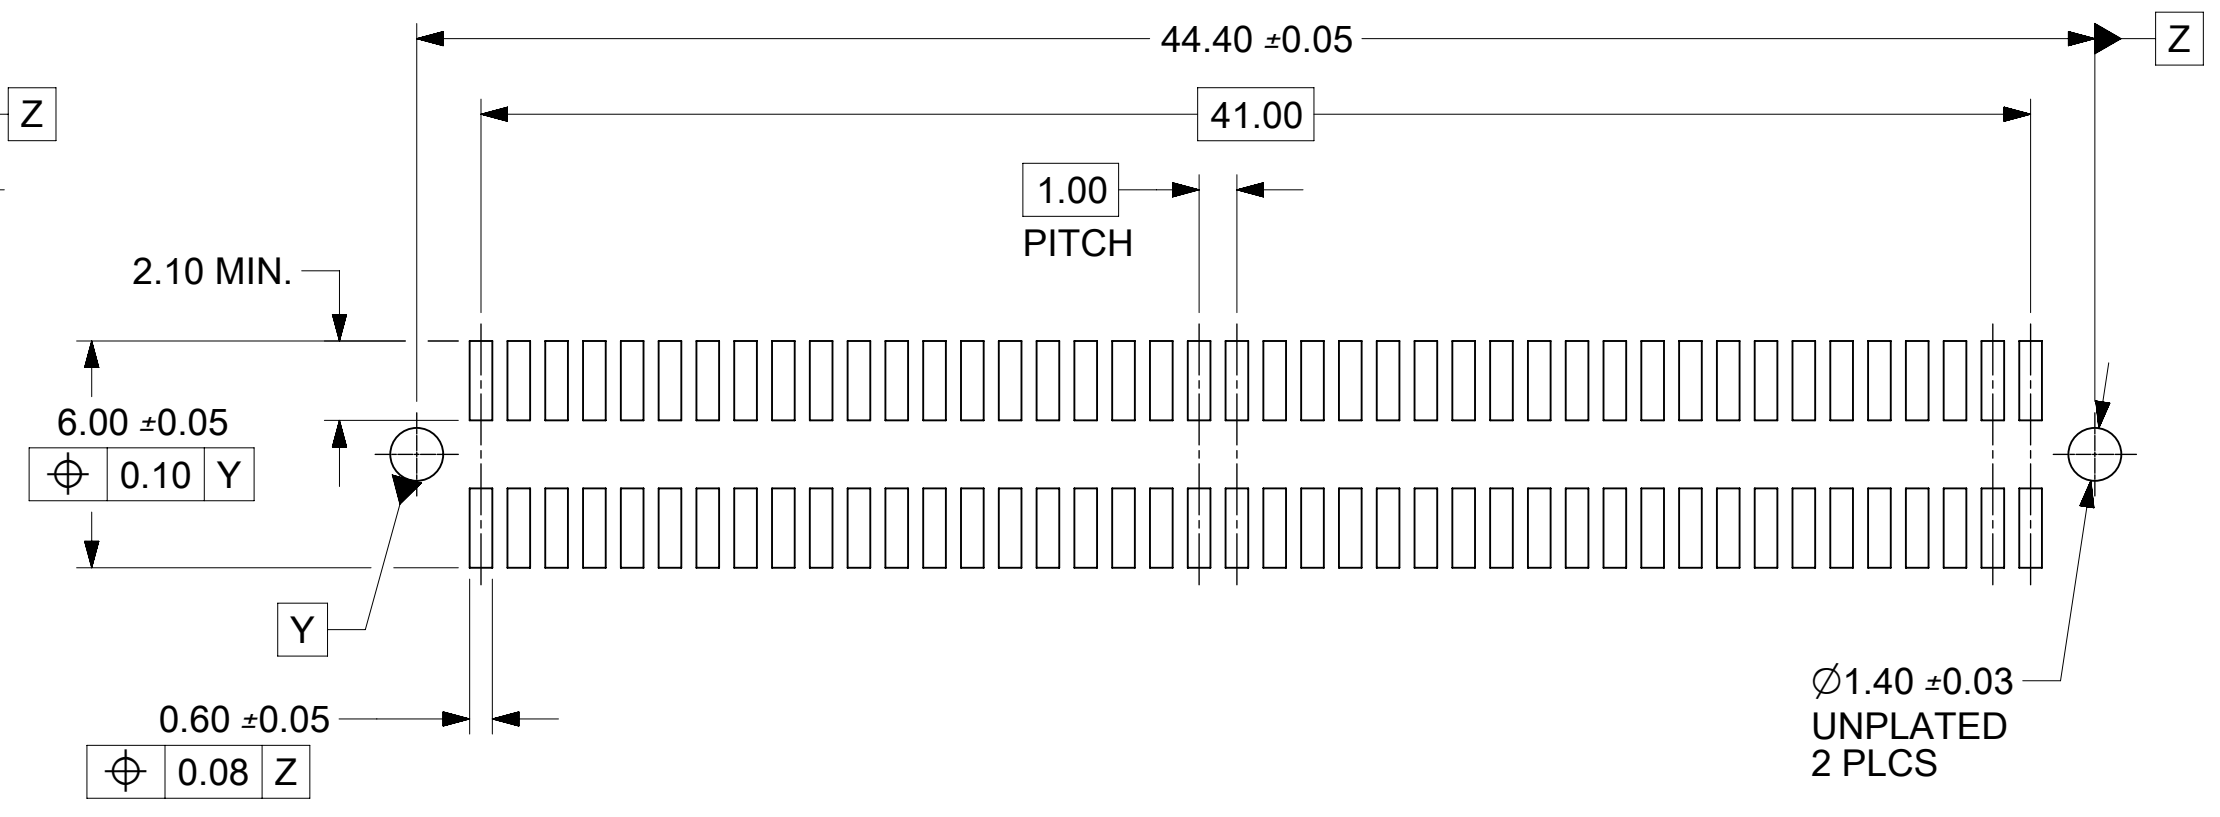 44.40 ±0.05
Z
Z
41.00
1.00
PITCH
2.10 MIN.
6.00 ±0.05
⌖ 0.10 Y
Y
0.60 ±0.05
⌖ 0.08 Z
∅1.40 ±0.03
UNPLATED
2 PLCS